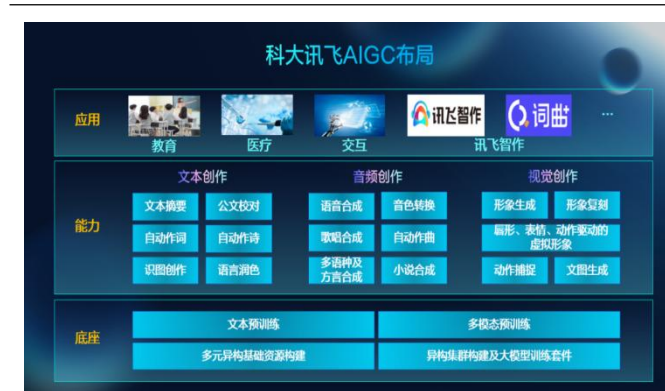 科大讯飞AIGC布局
应用
教育
医疗
交互
讯飞智作
词曲
讯飞智作
...
能力
文本创作
音频创作
视觉创作
文本摘要
公文校对
语音合成
音色转换
形象生成
形象复刻
自动作词
自动作诗
歌唱合成
自动作曲
唇形、表情、动作驱动的
虚拟形象
识图创作
语言润色
多语种及
方言合成
小说合成
动作捕捉
文图生成
底座
文本预训练
多模态预训练
多元异构基础资源构建
异构集群构建及大模型训练套件